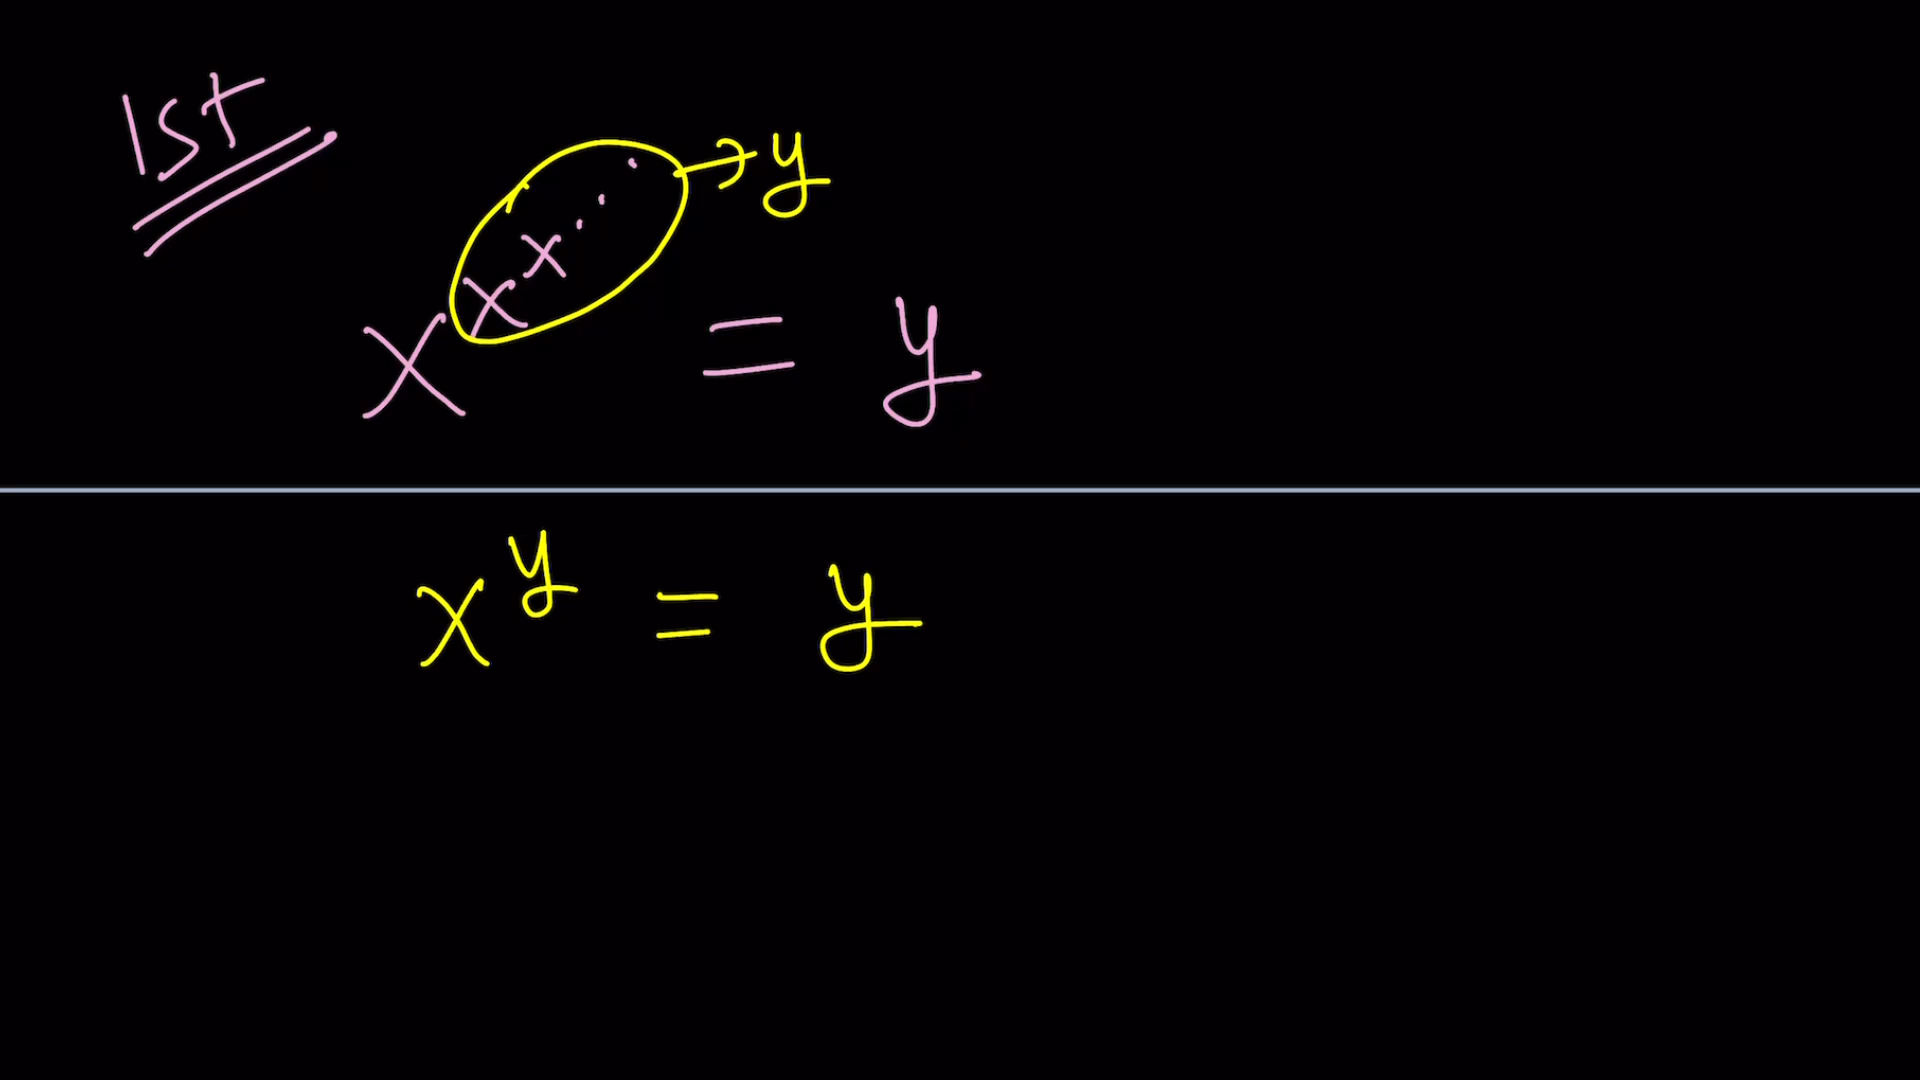 1st
x^x^x^... → y
= y
x^y = y